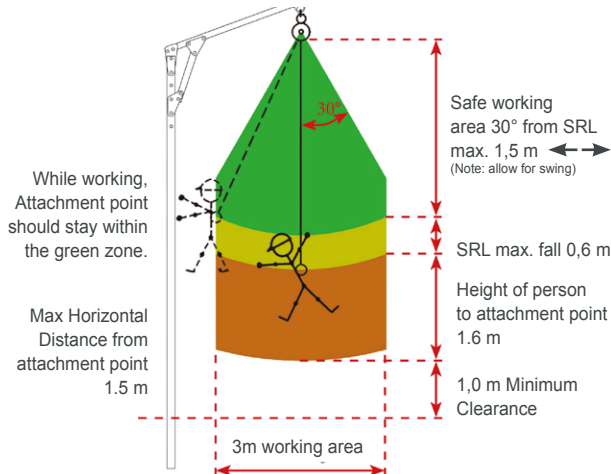 30°
Safe working
area 30° from SRL
max. 1,5 m
(Note: allow for swing)
While working,
Attachment point
should stay within
the green zone.
SRL max. fall 0,6 m
Height of person
to attachment point
1.6 m
Max Horizontal
Distance from
attachment point
1.5 m
1,0 m Minimum
Clearance
3m working area